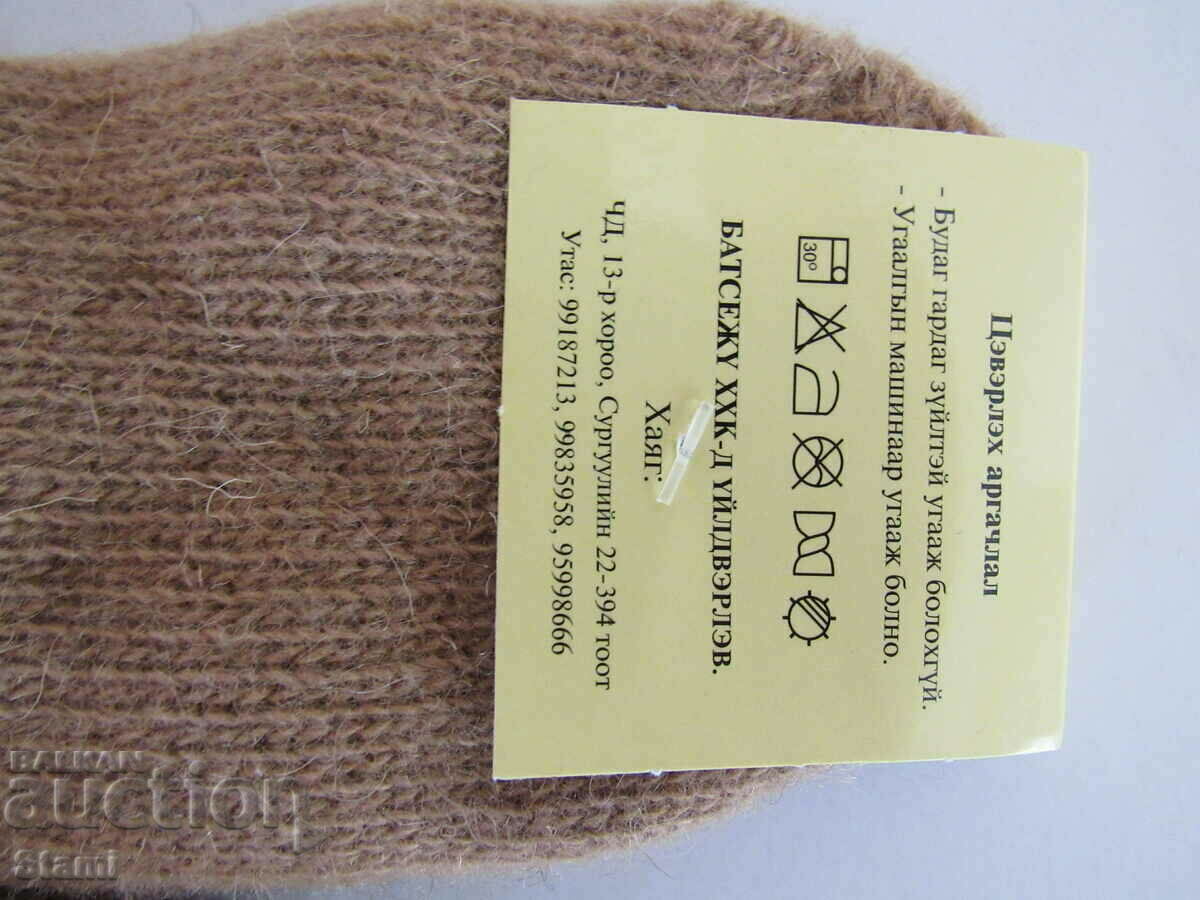 Цэвэрлэх аргачлал
- Будаг гардаг зүйлтэй угааж болохгүй.
- Угаалгын машинаар угааж болно.
30°
БАТСЕЖҮ ХХК-Д ҮЙЛДВЭРЛЭВ.
Хаяг:
ЧД, 13-р хороо, Сургуулийн 22-394 тоот
Утас: 99187213, 99835958, 95998666
BALKAN
auction
Stami